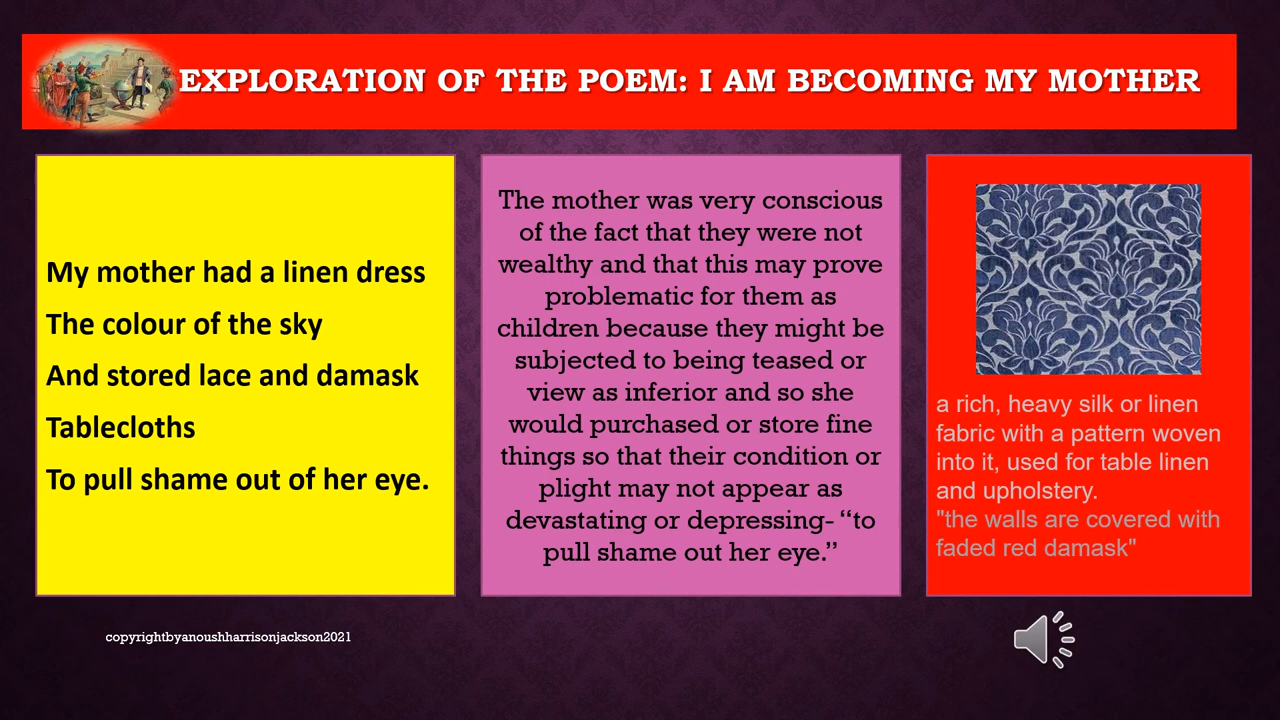 EXPLORATION OF THE POEM: I AM BECOMING MY MOTHER
My mother had a linen dress
The colour of the sky
And stored lace and damask
Tablecloths
To pull shame out of her eye.
The mother was very conscious
of the fact that they were not
wealthy and that this may prove
problematic for them as
children because they might be
subjected to being teased or
view as inferior and so she
would purchased or store fine
things so that their condition or
plight may not appear as
devastating or depressing- “to
pull shame out her eye.”
a rich, heavy silk or linen
fabric with a pattern woven
into it, used for table linen
and upholstery.
"the walls are covered with
faded red damask"
copyrightbyanoushharrisonjackson2021